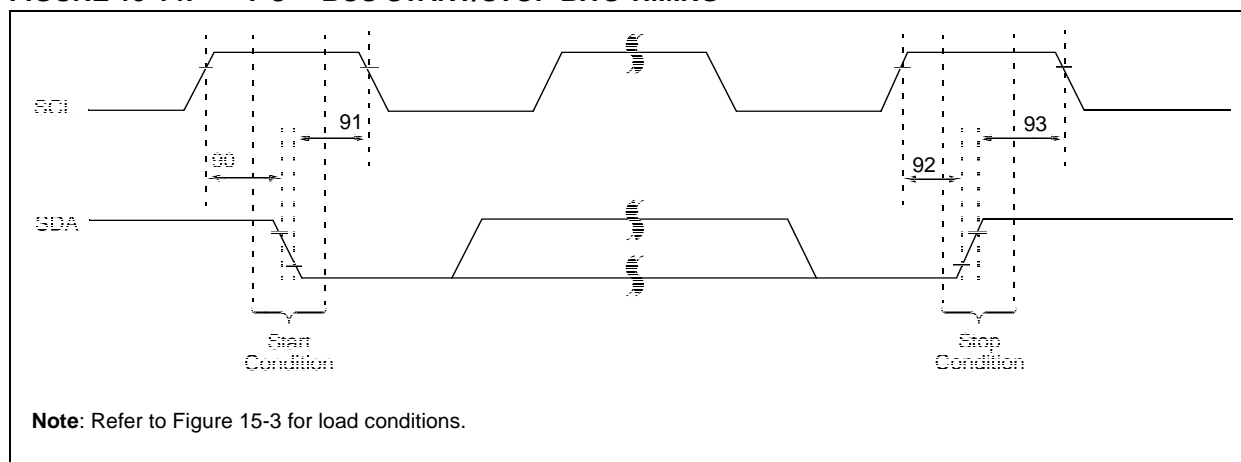 SCL
91
93
90
92
SDA
Start
Condition
Stop
Condition
Note: Refer to Figure 15-3 for load conditions.